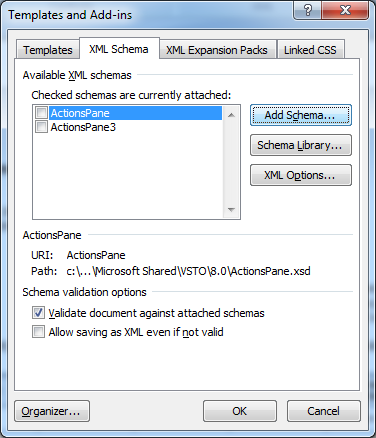 Templates and Add-ins
Templates XML Schema XML Expansion Packs Linked CSS
Available XML schemas
Checked schemas are currently attached:
ActionsPane
ActionsPane3
Add Schema...
Schema Library...
XML Options...
ActionsPane
URI: ActionsPane
Path: c:\...\Microsoft Shared\VSTO\8.0\ActionsPane.xsd
Schema validation options
Validate document against attached schemas
Allow saving as XML even if not valid
Organizer... OK Cancel